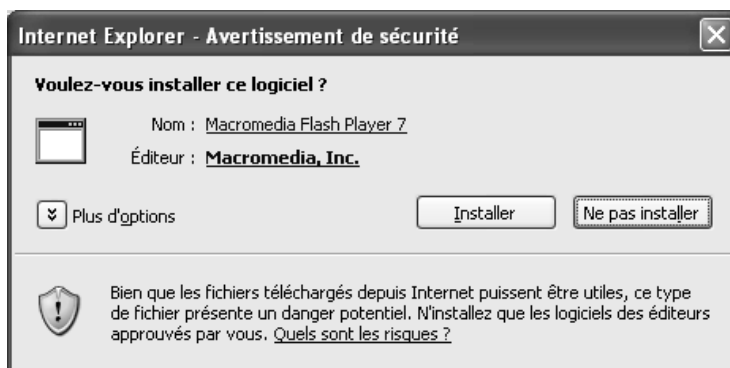 Internet Explorer - Avertissement de sécurité
Voulez-vous installer ce logiciel ?
Nom : Macromedia Flash Player 7
Éditeur : Macromedia, Inc.
Plus d'options
Installer
Ne pas installer
Bien que les fichiers téléchargés depuis Internet puissent être utiles, ce type
de fichier présente un danger potentiel. N'installez que les logiciels des éditeurs
approuvés par vous. Quels sont les risques ?